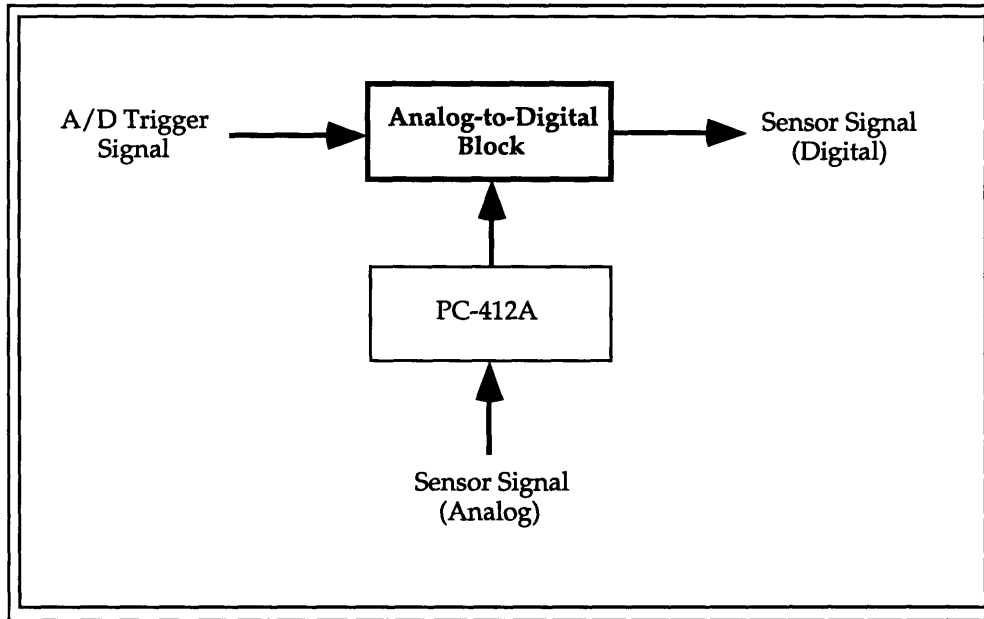 A/D Trigger
Signal
Analog-to-Digital
Block
Sensor Signal
(Digital)
PC-412A
Sensor Signal
(Analog)